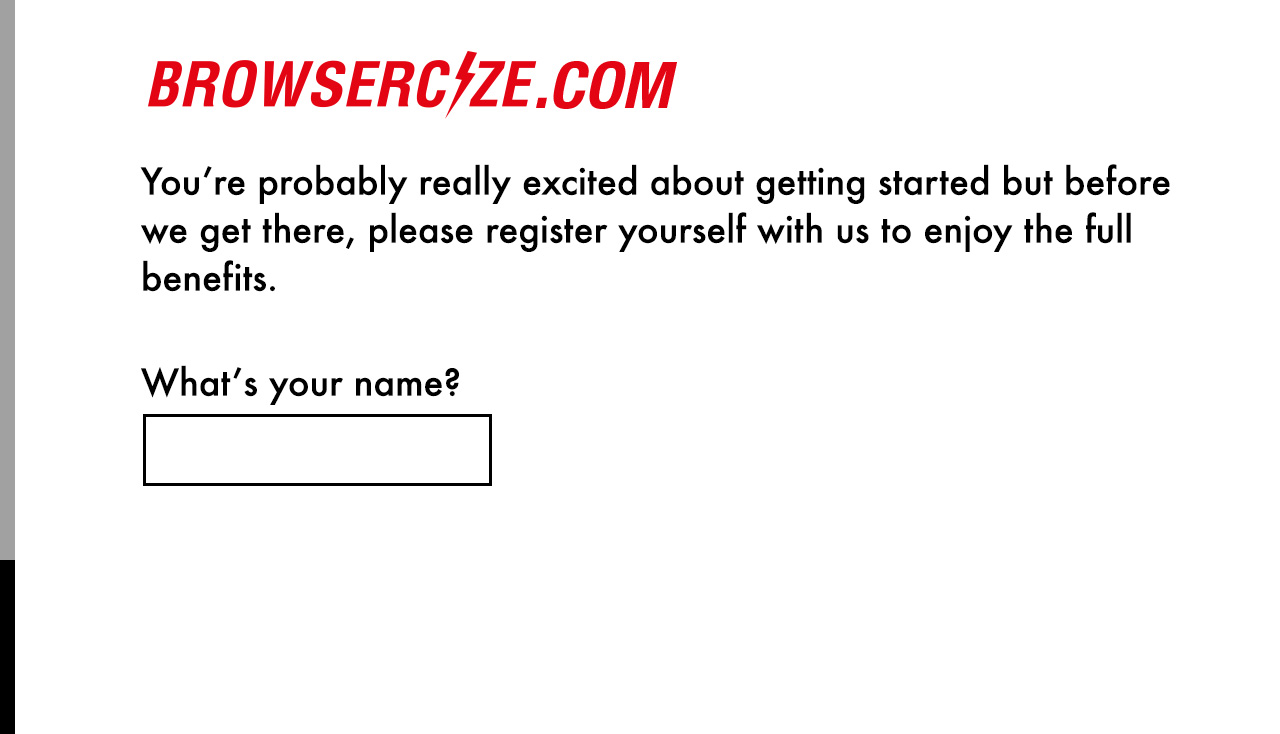 BROWSERCIZE.COM
You’re probably really excited about getting started but before
we get there, please register yourself with us to enjoy the full
benefits.
What’s your name?